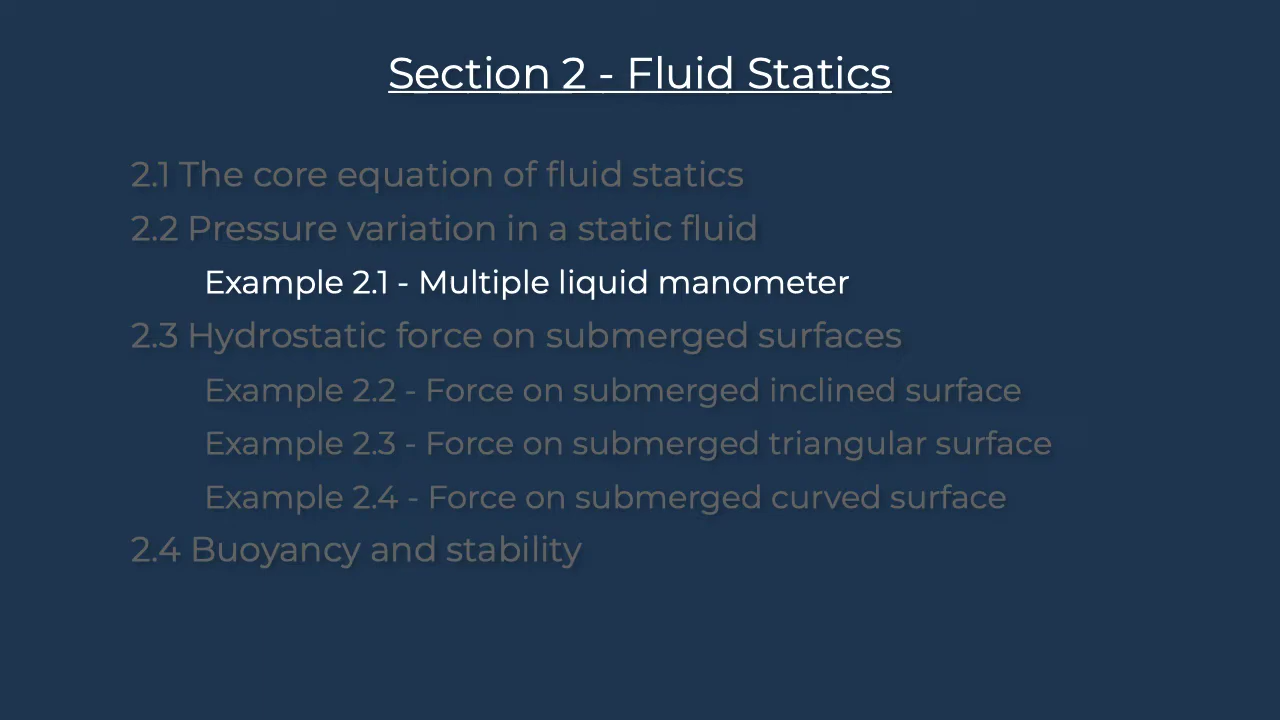 Section 2 - Fluid Statics
2.1 The core equation of fluid statics
2.2 Pressure variation in a static fluid
Example 2.1 - Multiple liquid manometer
2.3 Hydrostatic force on submerged surfaces
Example 2.2 - Force on submerged inclined surface
Example 2.3 - Force on submerged triangular surface
Example 2.4 - Force on submerged curved surface
2.4 Buoyancy and stability